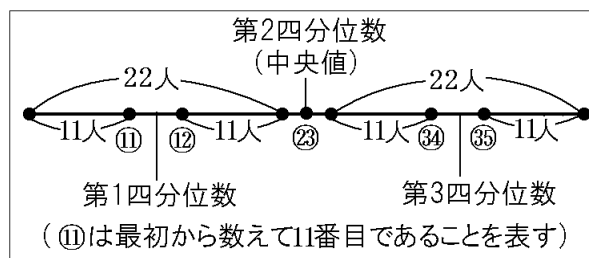 第2四分位数
(中央値)
22人 22人
11人 ⑪ ⑫ 11人 ㉓ 11人 ㉞ ㉟ 11人
第1四分位数 第3四分位数
(⑪は最初から数えて11番目であることを表す)